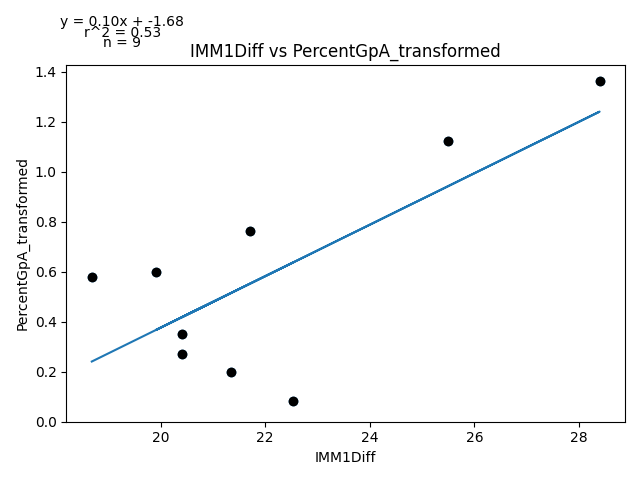 y = 0.10x + -1.68
r^2 = 0.53
n = 9
IMM1Diff vs PercentGpA_transformed
PercentGpA_transformed
1.4
1.2
1.0
0.8
0.6
0.4
0.2
0.0
20 22 24 26 28
IMM1Diff